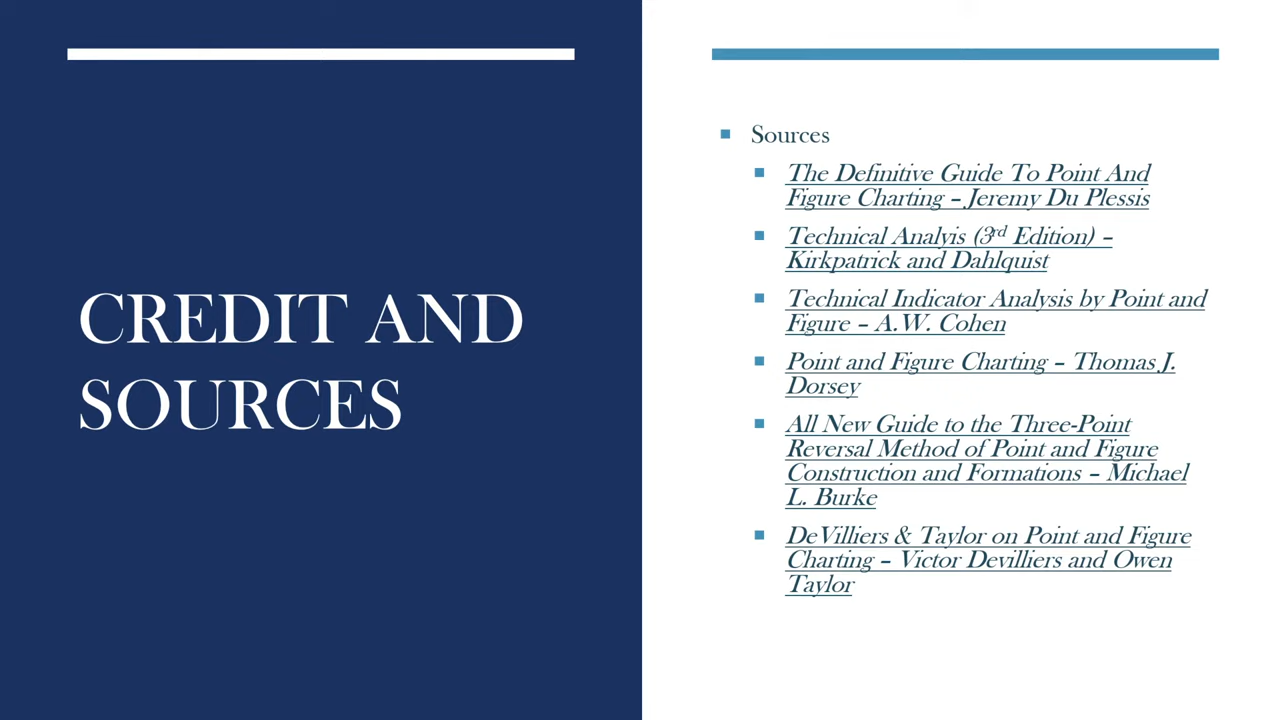 CREDIT AND
SOURCES
Sources
The Definitive Guide To Point And
Figure Charting – Jeremy Du Plessis
Technical Analyis (3rd Edition) –
Kirkpatrick and Dahlquist
Technical Indicator Analysis by Point and
Figure – A.W. Cohen
Point and Figure Charting – Thomas J.
Dorsey
All New Guide to the Three-Point
Reversal Method of Point and Figure
Construction and Formations – Michael
L. Burke
DeVilliers & Taylor on Point and Figure
Charting – Victor Devilliers and Owen
Taylor